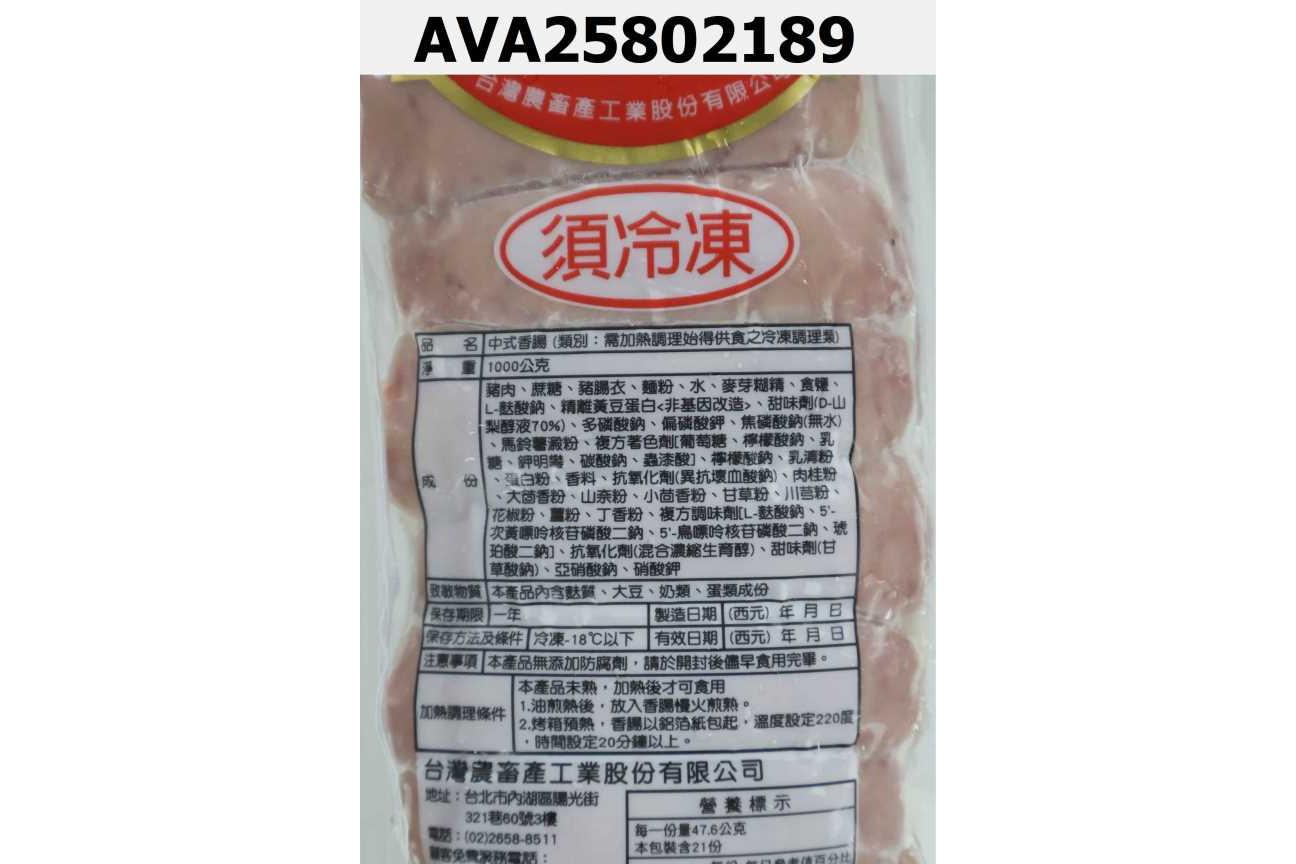 AVA25802189
台灣農畜產工業股份有限公司
須冷凍
品名 中式香腸 (類別：需加熱調理始得供食之冷凍調理類)
淨重 1000公克
成份 豬肉、蔗糖、豬腸衣、麵粉、水、麥芽糊精、食鹽、
L-麩酸鈉、精離黃豆蛋白<非基因改造>、甜味劑(D-山
梨醇液70%)、多磷酸鈉、偏磷酸鉀、焦磷酸鈉(無水)
、馬鈴薯澱粉、複方著色劑[葡萄糖、檸檬酸鈉、乳
糖、鉀明礬、碳酸鈉、蟲漆酸]、檸檬酸鈉、乳清粉
、蛋白粉、香料、抗氧化劑(異抗壞血酸鈉)、肉桂粉
、大茴香粉、山奈粉、小茴香粉、甘草粉、川芎粉、
花椒粉、薑粉、丁香粉、複方調味劑[L-麩酸鈉、5'-
次黃嘌呤核苷磷酸二鈉、5'-鳥嘌呤核苷磷酸二鈉、琥
珀酸二鈉]、抗氧化劑(混合濃縮生育醇)、甜味劑(甘
草酸鈉)、亞硝酸鈉、硝酸鉀
致敏物質 本產品內含麩質、大豆、奶類、蛋類成份
保存期限 一年 製造日期 (西元) 年 月 日
保存方法及條件 冷凍-18℃以下 有效日期 (西元) 年 月 日
注意事項 本產品無添加防腐劑，請於開封後儘早食用完畢。
加熱調理條件 本產品未熟，加熱後才可食用
1.油煎熱後，放入香腸慢火煎熟。
2.烤箱預熱，香腸以鋁箔紙包起，溫度設定220度
，時間設定20分鐘以上。
台灣農畜產工業股份有限公司
地址：台北市內湖區陽光街
321巷60號3樓
電話：(02)2658-8511
顧客免費服務電話：
營養標示
每一份量47.6公克
本包裝含21份
每份 每日參考值百分比